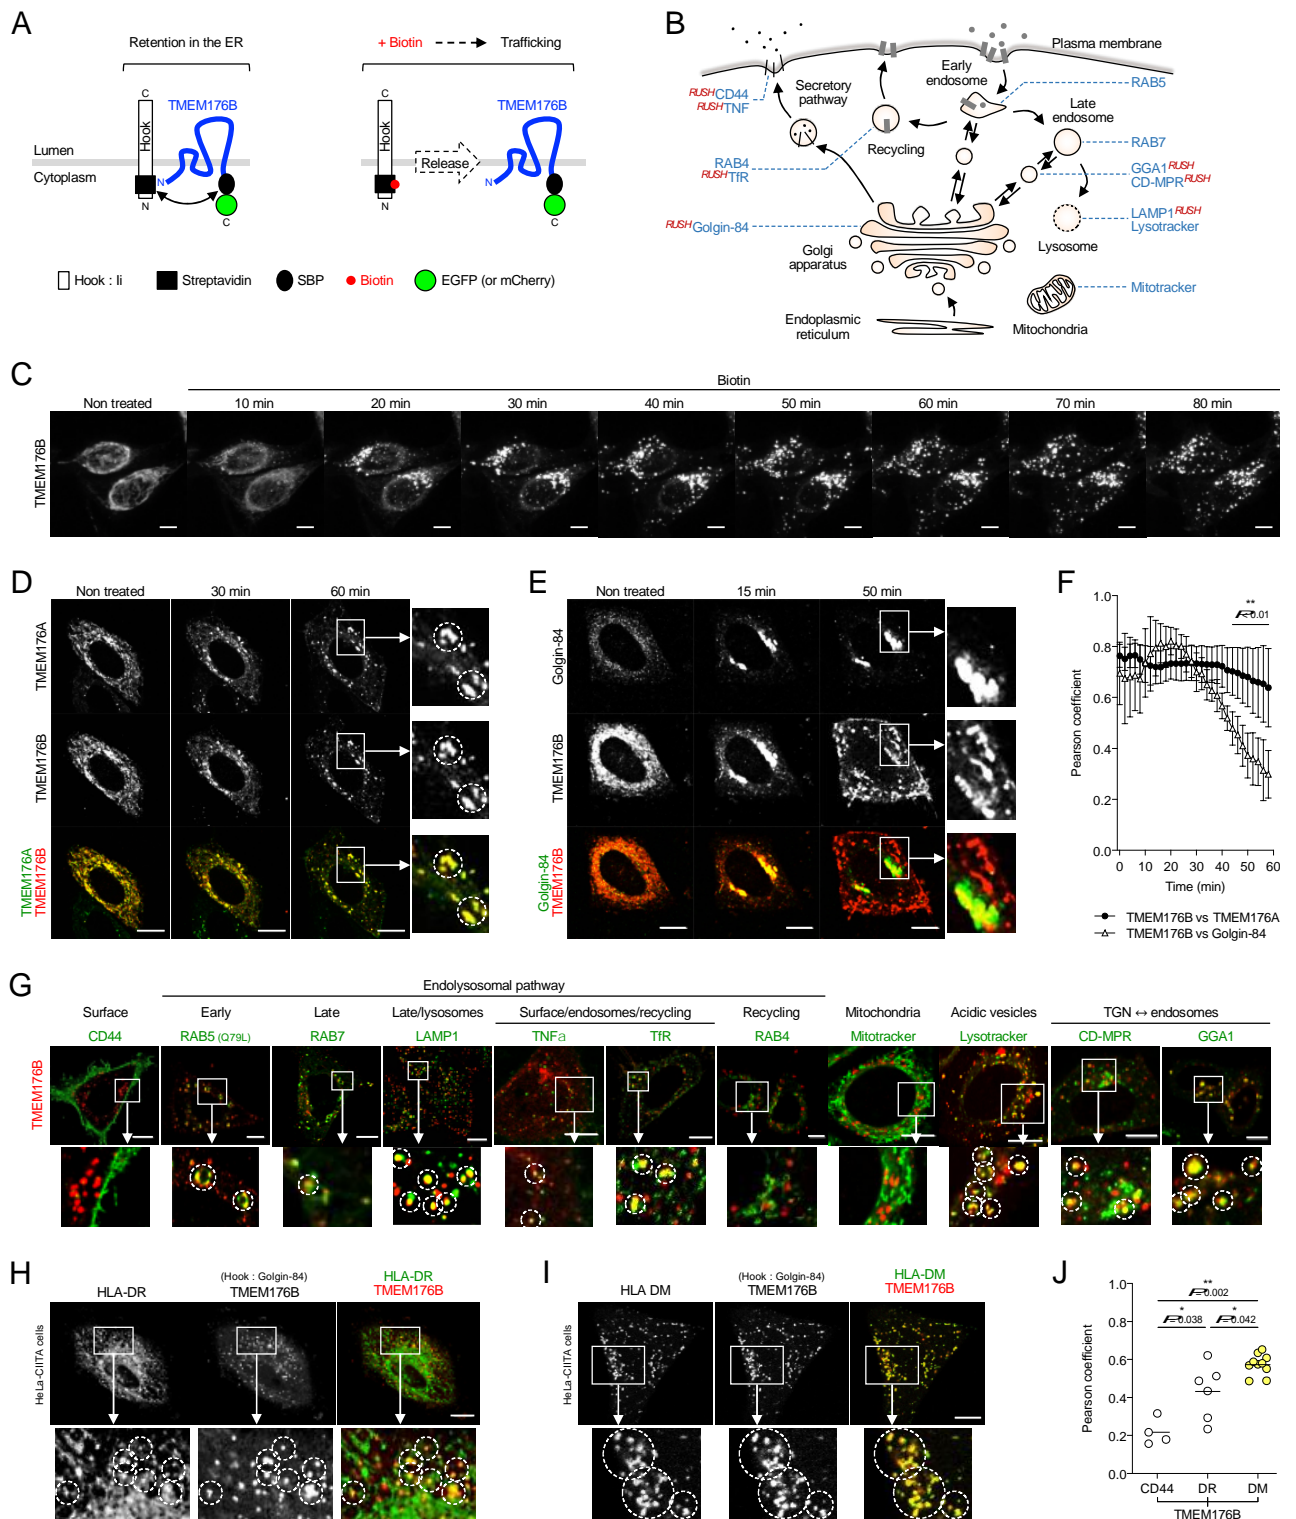 A
Retention in the ER
+ Biotin
Trafficking
C
TMEM176B
Hook
Lumen
Cytoplasm
N
N
C
C
TMEM176B
Hook
Release
N
N
C
Hook : Ii
Streptavidin
SBP
Biotin
EGFP (or mCherry)
B
Plasma membrane
Early
endosome
RAB5
RUSHCD44
RUSHTNF
Secretory
pathway
Late
endosome
RAB7
Recycling
RAB4
RUSHTfR
GGA1RUSH
CD-MPRRUSH
LAMP1RUSH
Lysotracker
RUSHGolgin-84
Golgi
apparatus
Lysosome
Mitotracker
Endoplasmic
reticulum
Mitochondria
C
Biotin
Non treated
10 min
20 min
30 min
40 min
50 min
60 min
70 min
80 min
TMEM176B
D
Non treated
30 min
60 min
TMEM176A
TMEM176B
TMEM176A
TMEM176B
E
Non treated
15 min
50 min
Golgin-84
TMEM176B
Golgin-84
TMEM176B
F
1.0
0.8
0.6
0.4
0.2
0.0
Pearson coefficient
**
0.01
0
10
20
30
40
50
60
Time (min)
TMEM176B vs TMEM176A
TMEM176B vs Golgin-84
G
Endolysosomal pathway
Surface
Early
Late
Late/lysosomes
Surface/endosomes/recycling
Recycling
Mitochondria
Acidic vesicles
TGN ↔ endosomes
CD44
RAB5 (Q79L)
RAB7
LAMP1
TNFa
TfR
RAB4
Mitotracker
Lysotracker
CD-MPR
GGA1
TMEM176B
H
HLA-DR
(Hook : Golgin-84)
TMEM176B
HLA-DR
TMEM176B
HeLa-CIITA cells
I
HLA DM
(Hook : Golgin-84)
TMEM176B
HLA-DM
TMEM176B
HeLa-CIITA cells
J
1.0
0.8
0.6
0.4
0.2
0.0
Pearson coefficient
**
0.002
*
0.038
*
0.042
CD44
DR
DM
TMEM176B